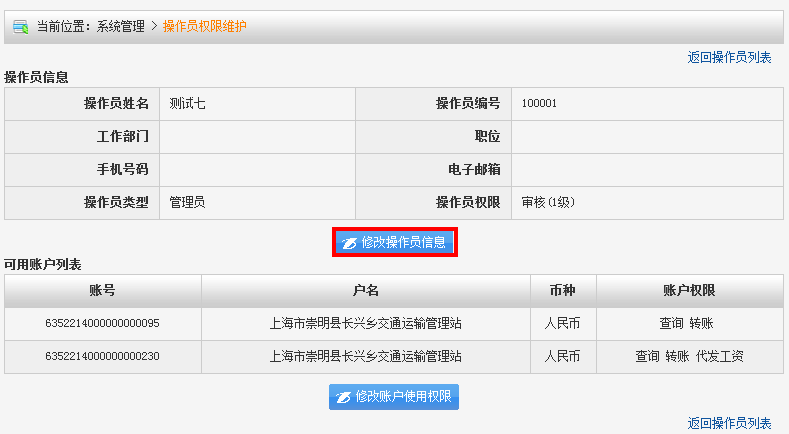 当前位置：系统管理 > 操作员权限维护
返回操作员列表
操作员信息
操作员姓名 测试七 操作员编号 100001
工作部门 职位
手机号码 电子邮箱
操作员类型 管理员 操作员权限 审核(1级)
修改操作员信息
可用账户列表
账号 户名 币种 账户权限
6352214000000000095 上海市崇明县长兴乡交通运输管理站 人民币 查询 转账
6352214000000000230 上海市崇明县长兴乡交通运输管理站 人民币 查询 转账 代发工资
修改账户使用权限
返回操作员列表